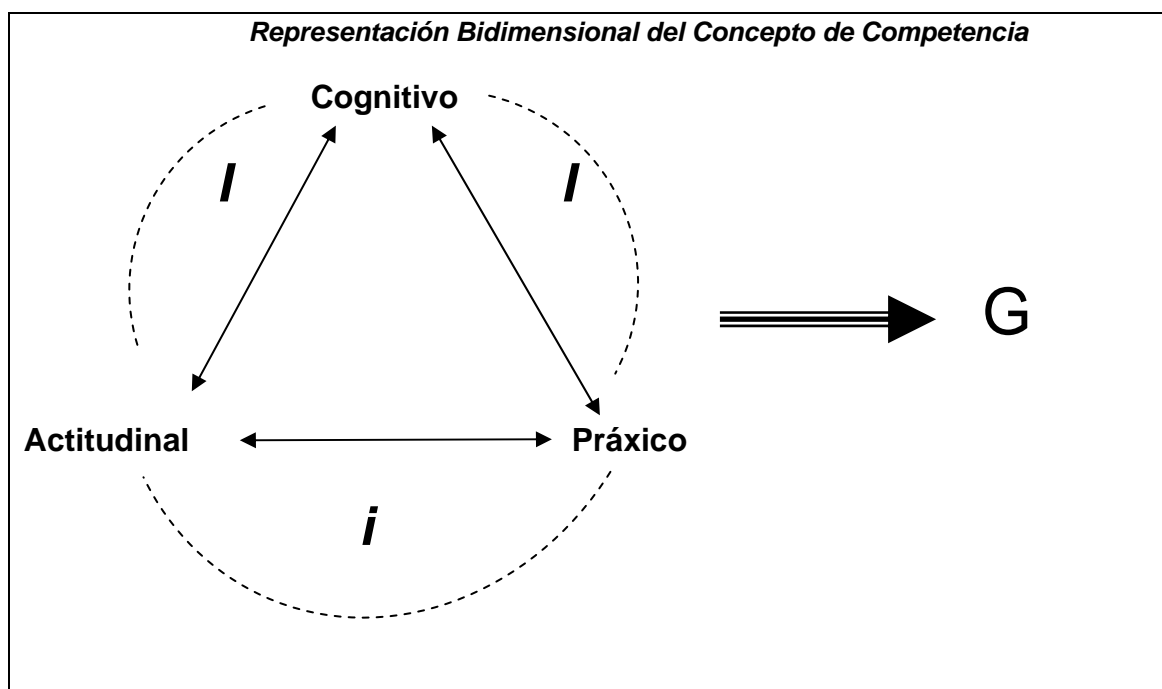 Representación Bidimensional del Concepto de Competencia
Cognitivo
I I
G
Actitudinal Práxico
i